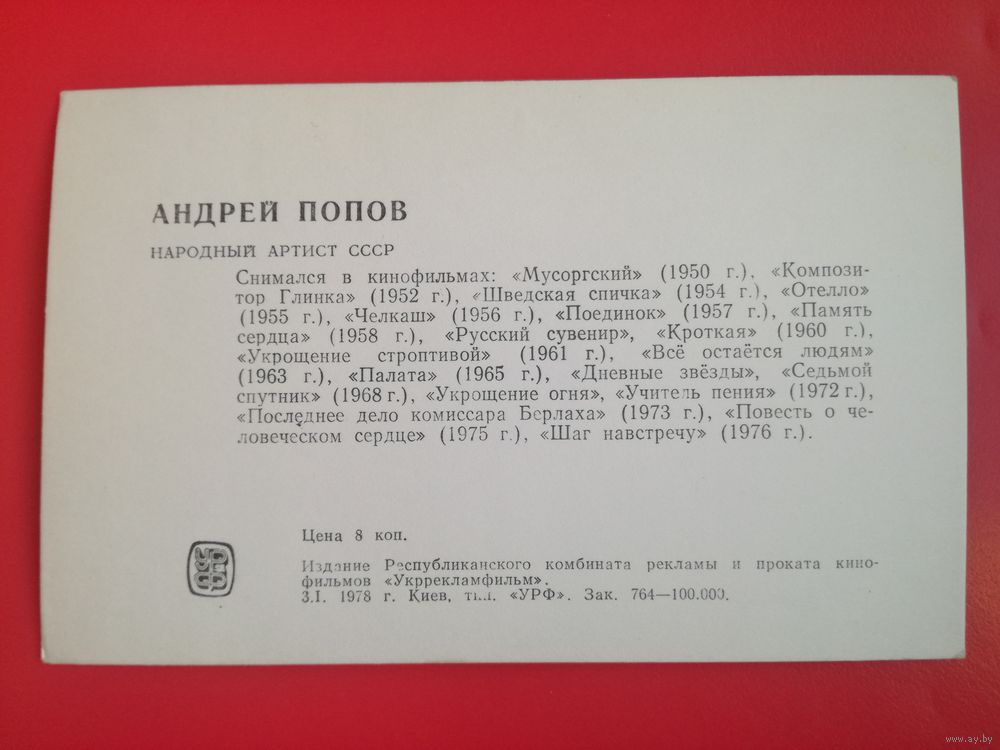 АНДРЕЙ ПОПОВ
НАРОДНЫЙ АРТИСТ СССР
Снимался в кинофильмах: «Мусоргский» (1950 г.), «Компози-
тор Глинка» (1952 г.), «Шведская спичка» (1954 г.), «Отелло»
(1955 г.), «Челкаш» (1956 г.), «Поединок» (1957 г.), «Память
сердца» (1958 г.), «Русский сувенир», «Кроткая» (1960 г.),
«Укрощение строптивой» (1961 г.), «Всё остаётся людям»
(1963 г.), «Палата» (1965 г.), «Дневные звёзды», «Седьмой
спутник» (1968 г.), «Укрощение огня», «Учитель пения» (1972 г.),
«Последнее дело комиссара Берлаха» (1973 г.), «Повесть о че-
ловеческом сердце» (1975 г.), «Шаг навстречу» (1976 г.).
Цена 8 коп.
Издание Республиканского комбината рекламы и проката кино-
фильмов «Укррекламфильм».
3.I. 1978 г. Киев, тип. «УРФ». Зак. 764—100.000.
www.ay.by